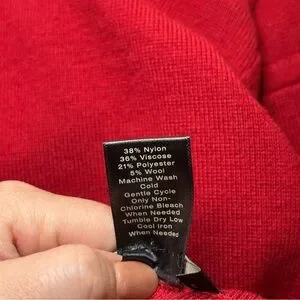 38% Nylon
36% Viscose
21% Polyester
5% Wool
Machine Wash
Cold
Gentle Cycle
Only Non-
Chlorine Bleach
When Needed
Tumble Dry Low
Cool Iron
When Needed